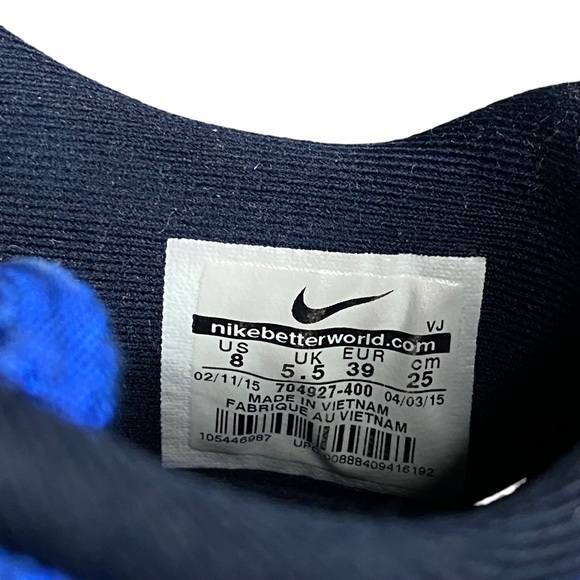 nikebetterworld.com VJ
US UK EUR cm
8 5.5 39 25
02/11/15 704927-400 04/03/15
MADE IN VIETNAM
FABRIQUE AU VIETNAM
105446987 00888409416192